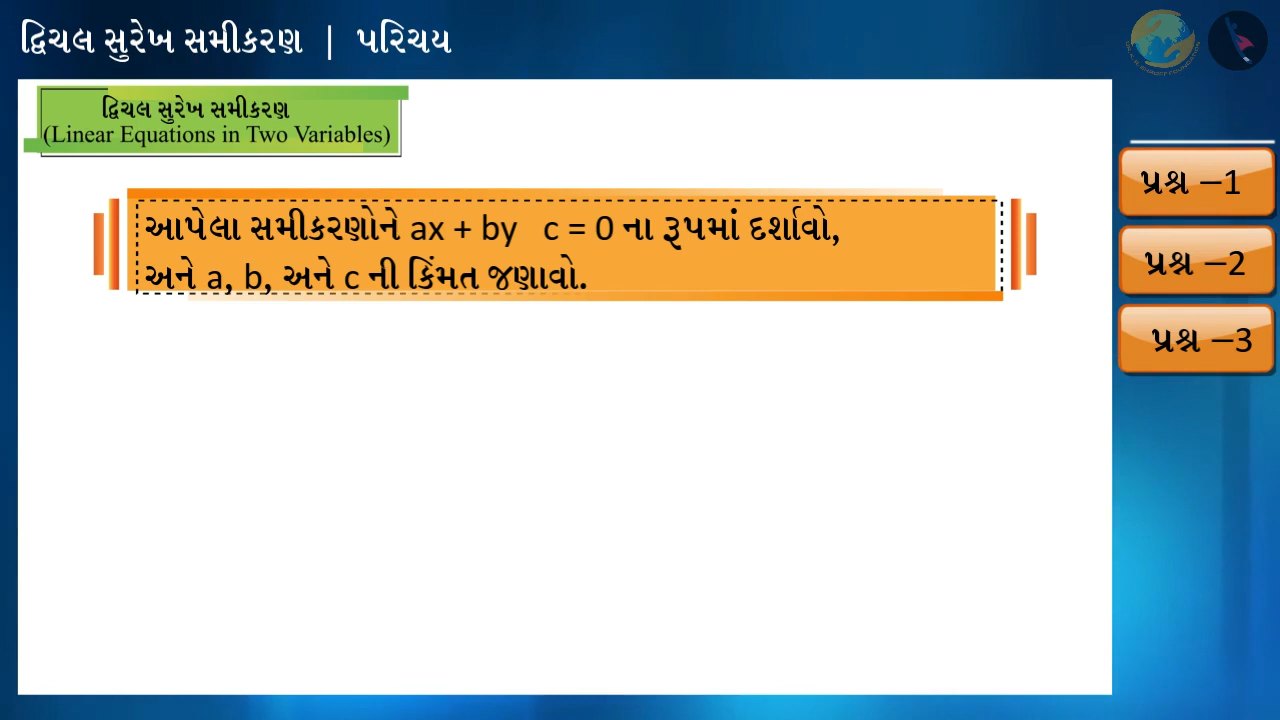 દ્વિચલ સુરેખ સમીકરણ | પરિચય
દ્વિચલ સુરેખ સમીકરણ
(Linear Equations in Two Variables)
આપેલા સમીકરણોને ax + by c = 0 ના રૂપમાં દર્શાવો,
અને a, b, અને c ની કિંમત જણાવો.
પ્રશ્ન –1
પ્રશ્ન –2
પ્રશ્ન –3